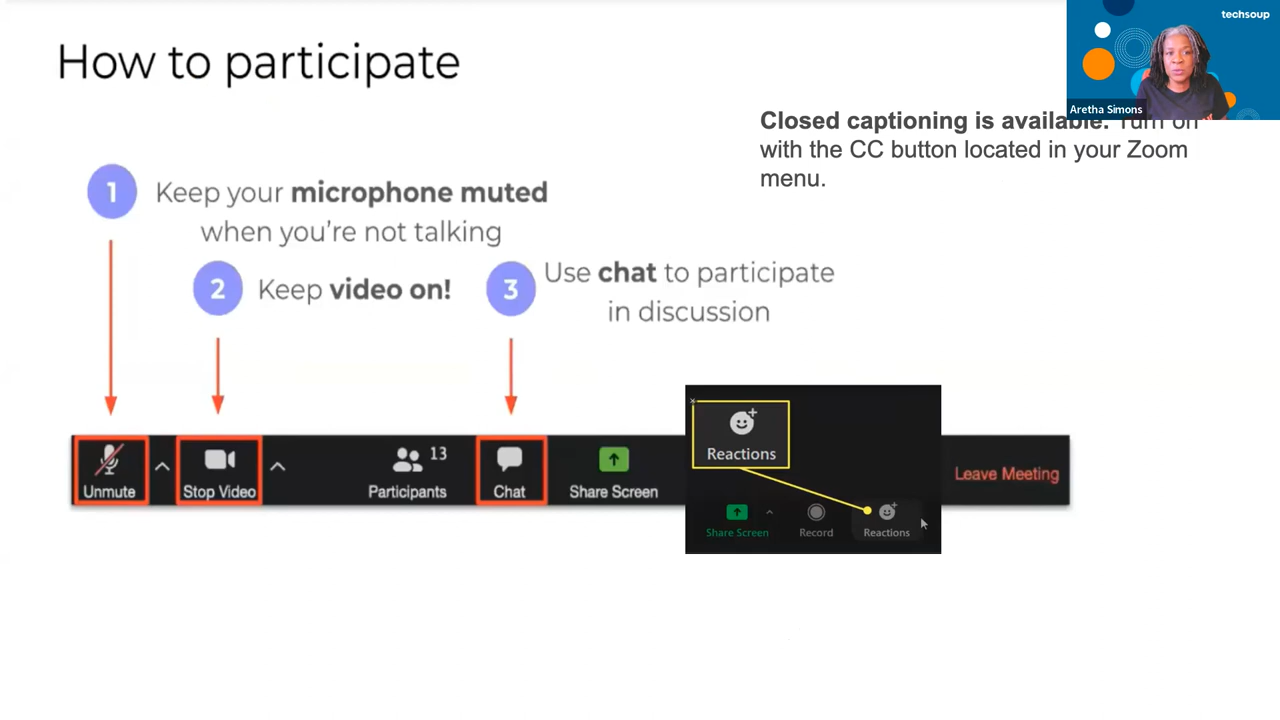 techsoup
Aretha Simons
How to participate
Closed captioning is available. Turn on
with the CC button located in your Zoom
menu.
1
Keep your microphone muted
when you’re not talking
2
Keep video on!
3
Use chat to participate
in discussion
Unmute
Stop Video
13
Participants
Chat
Share Screen
Reactions
Share Screen
Record
Reactions
Leave Meeting